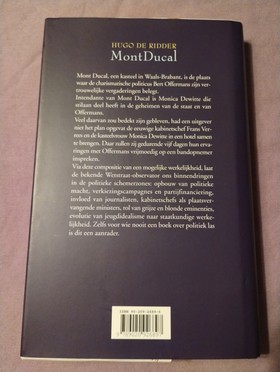 HUGO DE RIDDER
MontDucal
Mont Ducal, een kasteel in Waals-Brabant, is de plaats
waar de charismatische politicus Bert Offermans zijn ver-
trouwelijke vergaderingen belegt.
Intendante van Mont Ducal is Monica Dewitte die
stilaan deel heeft in de geheimen van de staat en van
Offermans.
Veel daarvan zou bedekt zijn gebleven, had een uitgever
niet het plan opgevat de eeuwige kabinetschef Frans Ver-
nes en de kasteelvrouw Monica Dewitte in een hotel samen
te brengen. Daar zullen zij gedurende vijf dagen hun erva-
ringen met Offermans vrijmoedig op een bandopnemer
inspreken.
Via deze compositie van een mogelijke werkelijkheid, laat
de bekende Wetstraat-observator ons binnendringen
in de politieke schemerzones: opbouw van politieke
macht, verkiezingscampagnes en partijfinanciering,
invloed van journalisten, kabinetschefs als plaatsver-
vangende ministers, rol van grijze en blonde eminenties,
evolutie van jeugdidealisme naar staatkundige werke-
lijkheid. Zelfs voor wie nooit een boek over politiek las
is dit een aanrader.